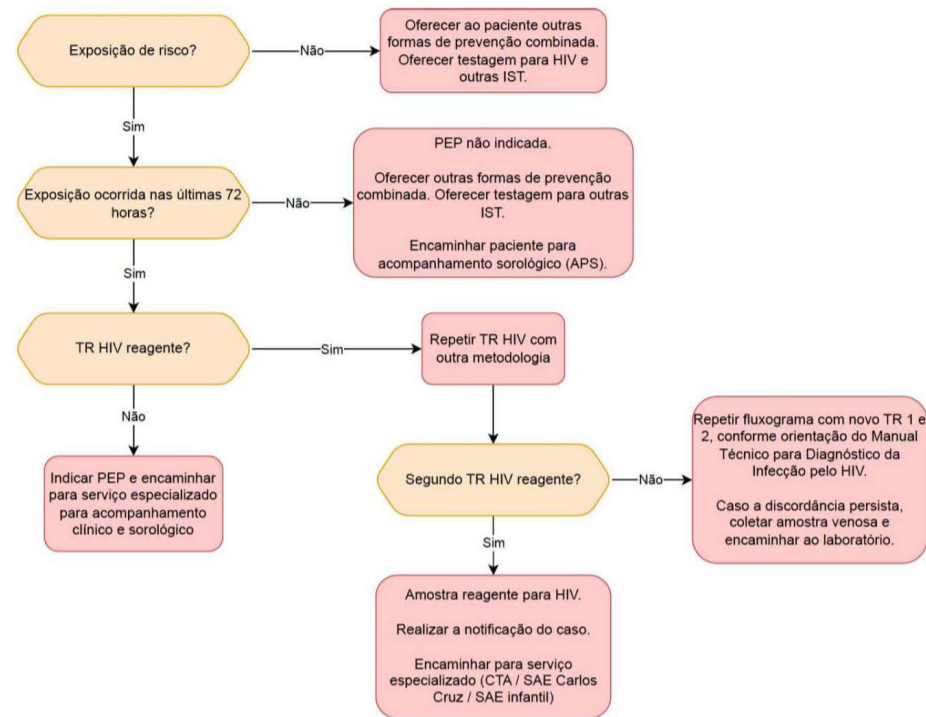 Exposição de risco?
Não
Oferecer ao paciente outras
formas de prevenção combinada.
Oferecer testagem para HIV e
outras IST.
Sim
Exposição ocorrida nas últimas 72
horas?
Não
PEP não indicada.
Oferecer outras formas de prevenção
combinada. Oferecer testagem para outras
IST.
Encaminhar paciente para
acompanhamento sorológico (APS).
Sim
TR HIV reagente?
Sim
Repetir TR HIV com
outra metodologia
Não
Indicar PEP e encaminhar
para serviço especializado
para acompanhamento
clínico e sorológico
Segundo TR HIV reagente?
Não
Repetir fluxograma com novo TR 1 e
2, conforme orientação do Manual
Técnico para Diagnóstico da
Infecção pelo HIV.
Caso a discordância persista,
coletar amostra venosa e
encaminhar ao laboratório.
Sim
Amostra reagente para HIV.
Realizar a notificação do caso.
Encaminhar para serviço
especializado (CTA / SAE Carlos
Cruz / SAE infantil)